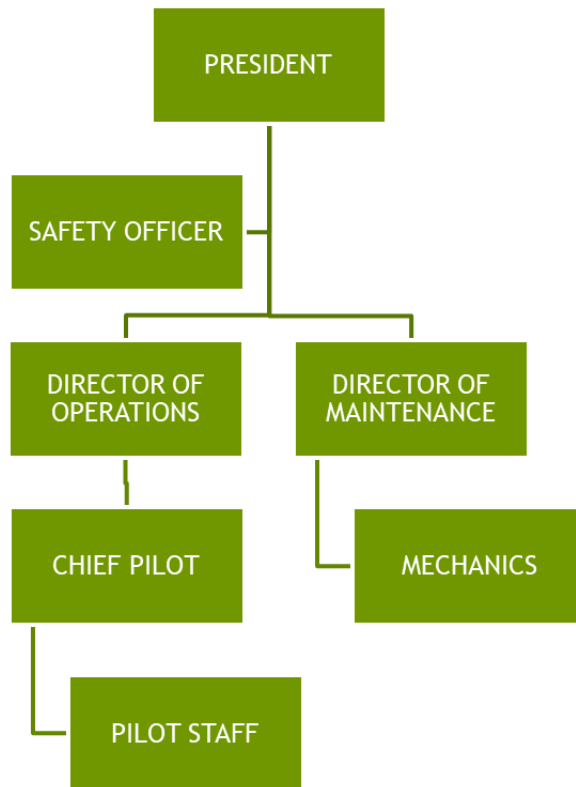 PRESIDENT
SAFETY OFFICER
DIRECTOR OF
OPERATIONS
DIRECTOR OF
MAINTENANCE
CHIEF PILOT
MECHANICS
PILOT STAFF